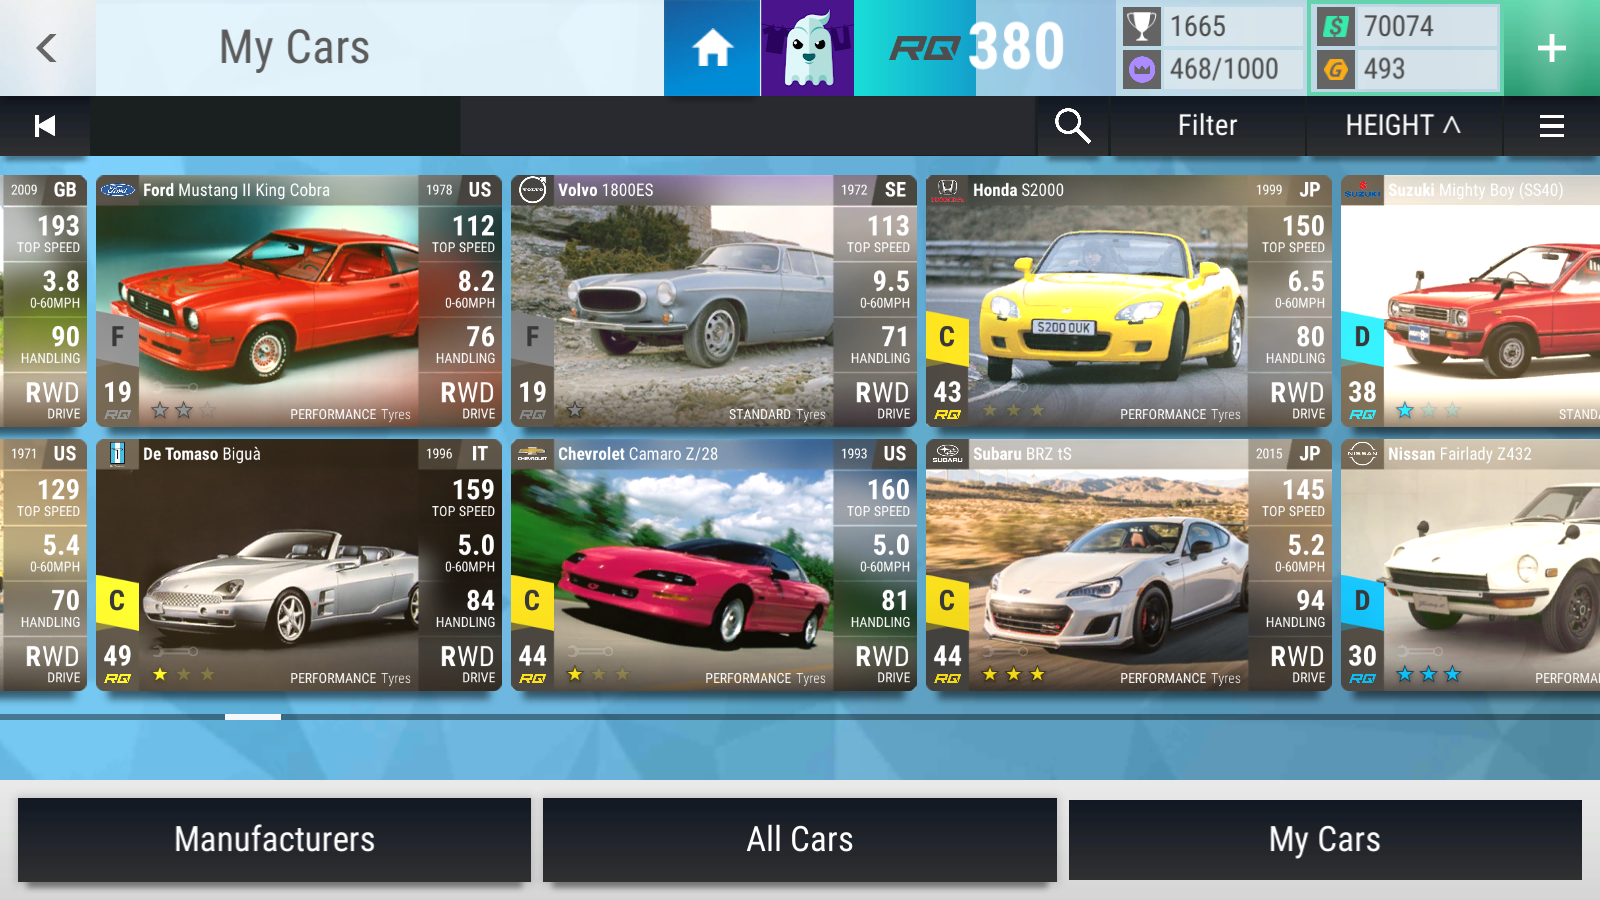 My Cars
RQ 380
1665
468/1000
70074
493
Filter
HEIGHT
2009 GB
193
TOP SPEED
3.8
0-60MPH
90
HANDLING
RWD
DRIVE
Ford Mustang II King Cobra 1978 US
112
TOP SPEED
8.2
0-60MPH
F
76
HANDLING
19
RQ
RWD
DRIVE
PERFORMANCE Tyres
Volvo 1800ES 1972 SE
113
TOP SPEED
9.5
0-60MPH
F
71
HANDLING
19
RQ
RWD
DRIVE
STANDARD Tyres
Honda S2000 1999 JP
150
TOP SPEED
6.5
0-60MPH
S200 OUK
C
80
HANDLING
43
RQ
RWD
DRIVE
PERFORMANCE Tyres
SUZUKI
Suzuki Mighty Boy (SS40)
D
38
RQ
STANDA
1971 US
129
TOP SPEED
5.4
0-60MPH
70
HANDLING
RWD
DRIVE
De Tomaso Biguà 1996 IT
159
TOP SPEED
5.0
0-60MPH
C
84
HANDLING
49
RQ
RWD
DRIVE
PERFORMANCE Tyres
Chevrolet Camaro Z/28 1993 US
160
TOP SPEED
5.0
0-60MPH
C
81
HANDLING
44
RQ
RWD
DRIVE
PERFORMANCE Tyres
SUBARU
Subaru BRZ tS 2015 JP
145
TOP SPEED
5.2
0-60MPH
C
94
HANDLING
44
RQ
RWD
DRIVE
PERFORMANCE Tyres
NISSAN
Nissan Fairlady Z432
D
30
RQ
PERFORMA
Manufacturers
All Cars
My Cars